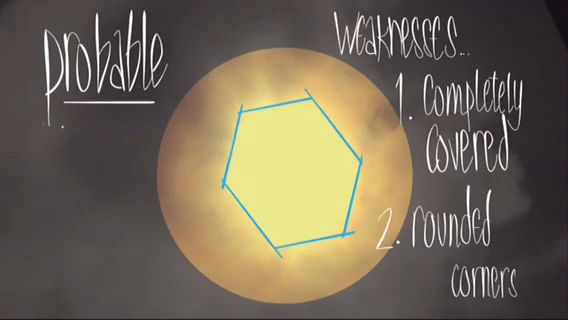 probable
Weaknesses...
1. Completely
Covered
2. rounded
corners